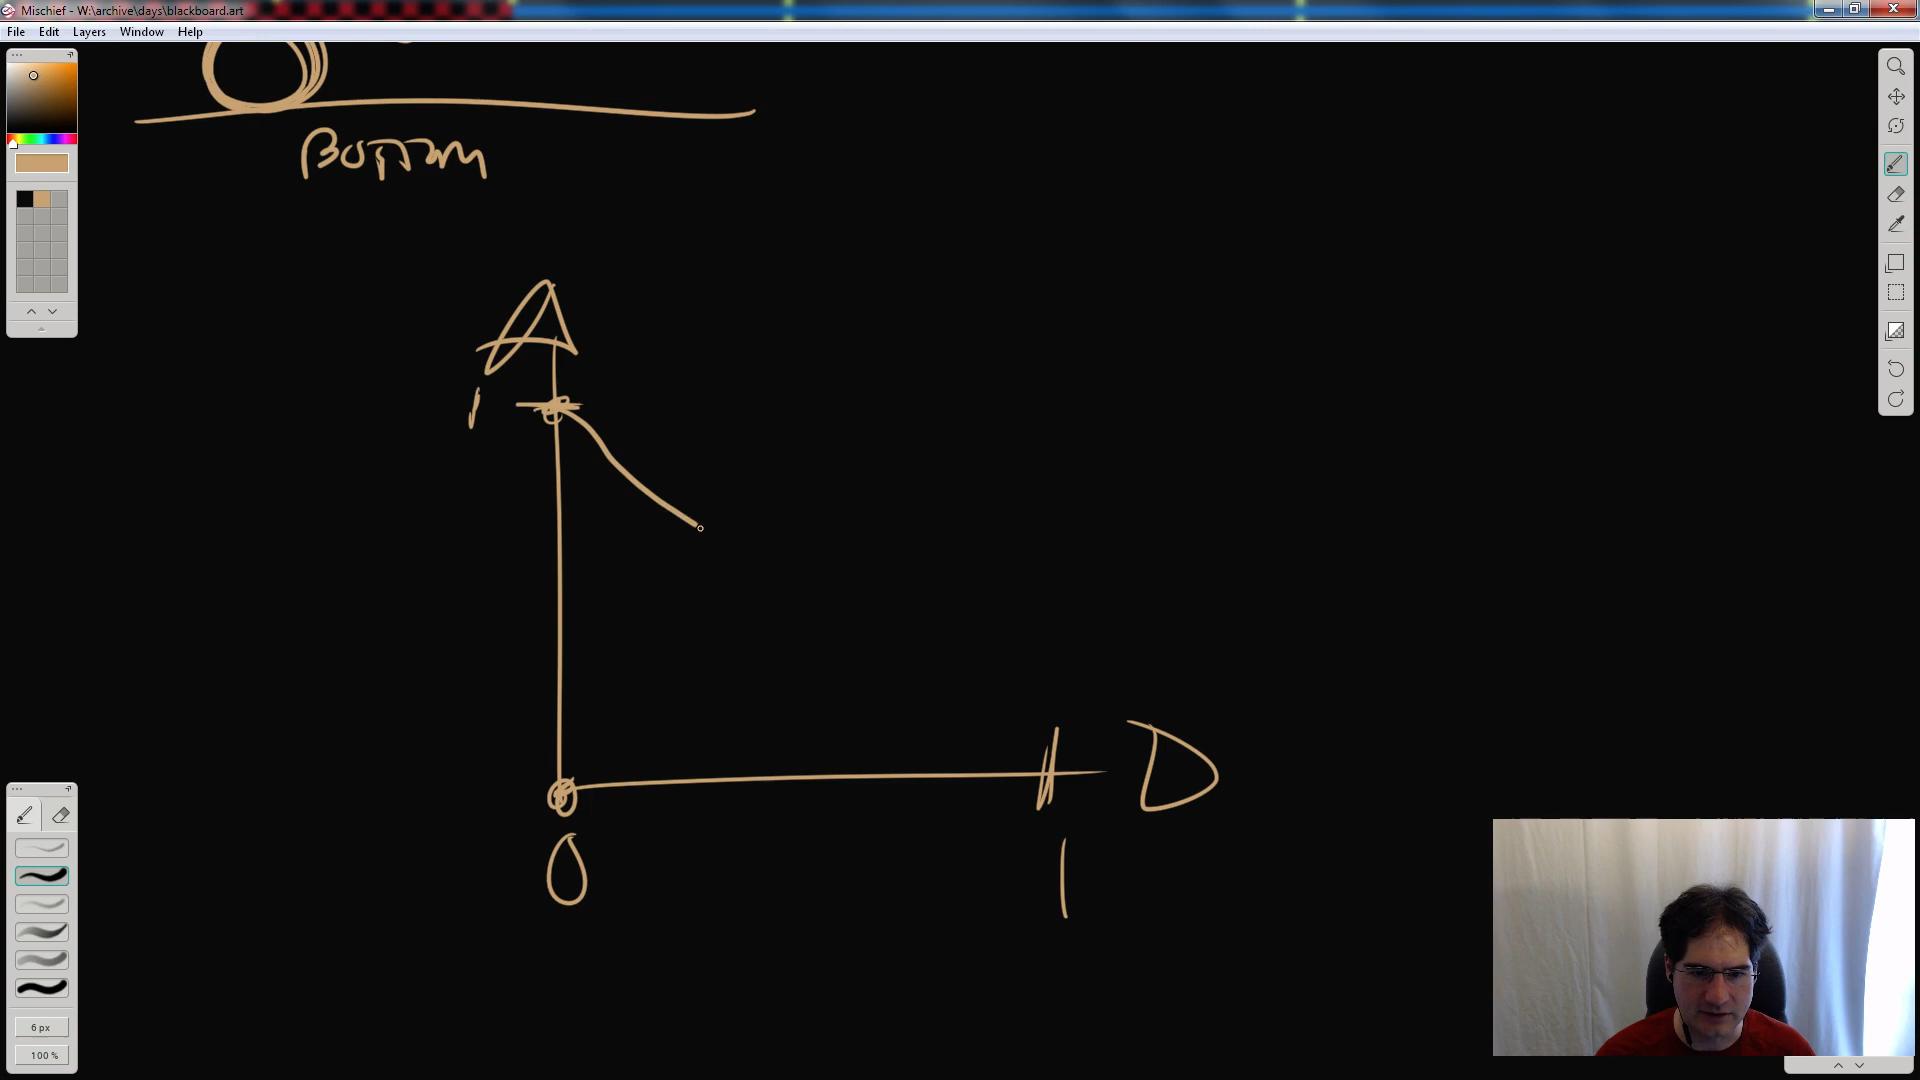 Mischief - W:\archive\days\blackboard.art
File Edit Layers Window Help
Bottom
A
1
D
0
1
6 px
100 %